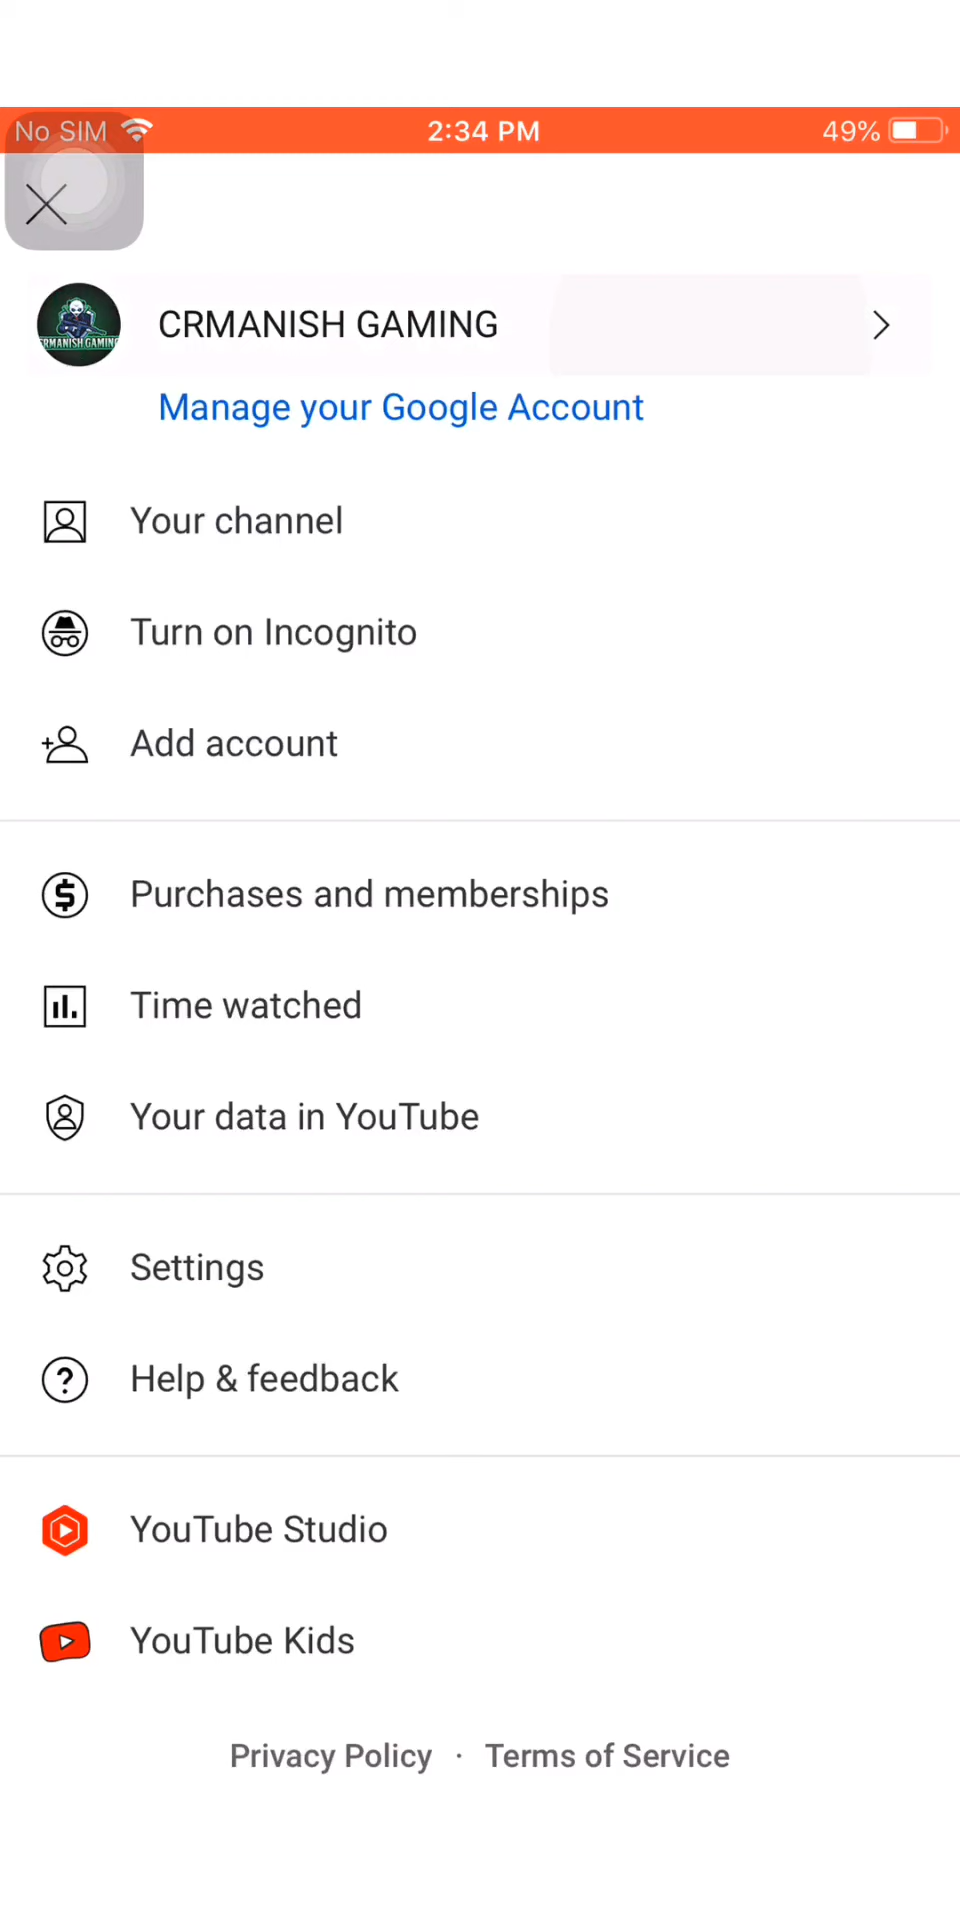 No SIM 2:34 PM 49%
CRMANISH GAMING
RMANISH GAMING
Manage your Google Account
Your channel
Turn on Incognito
Add account
Purchases and memberships
Time watched
Your data in YouTube
Settings
Help & feedback
YouTube Studio
YouTube Kids
Privacy Policy · Terms of Service